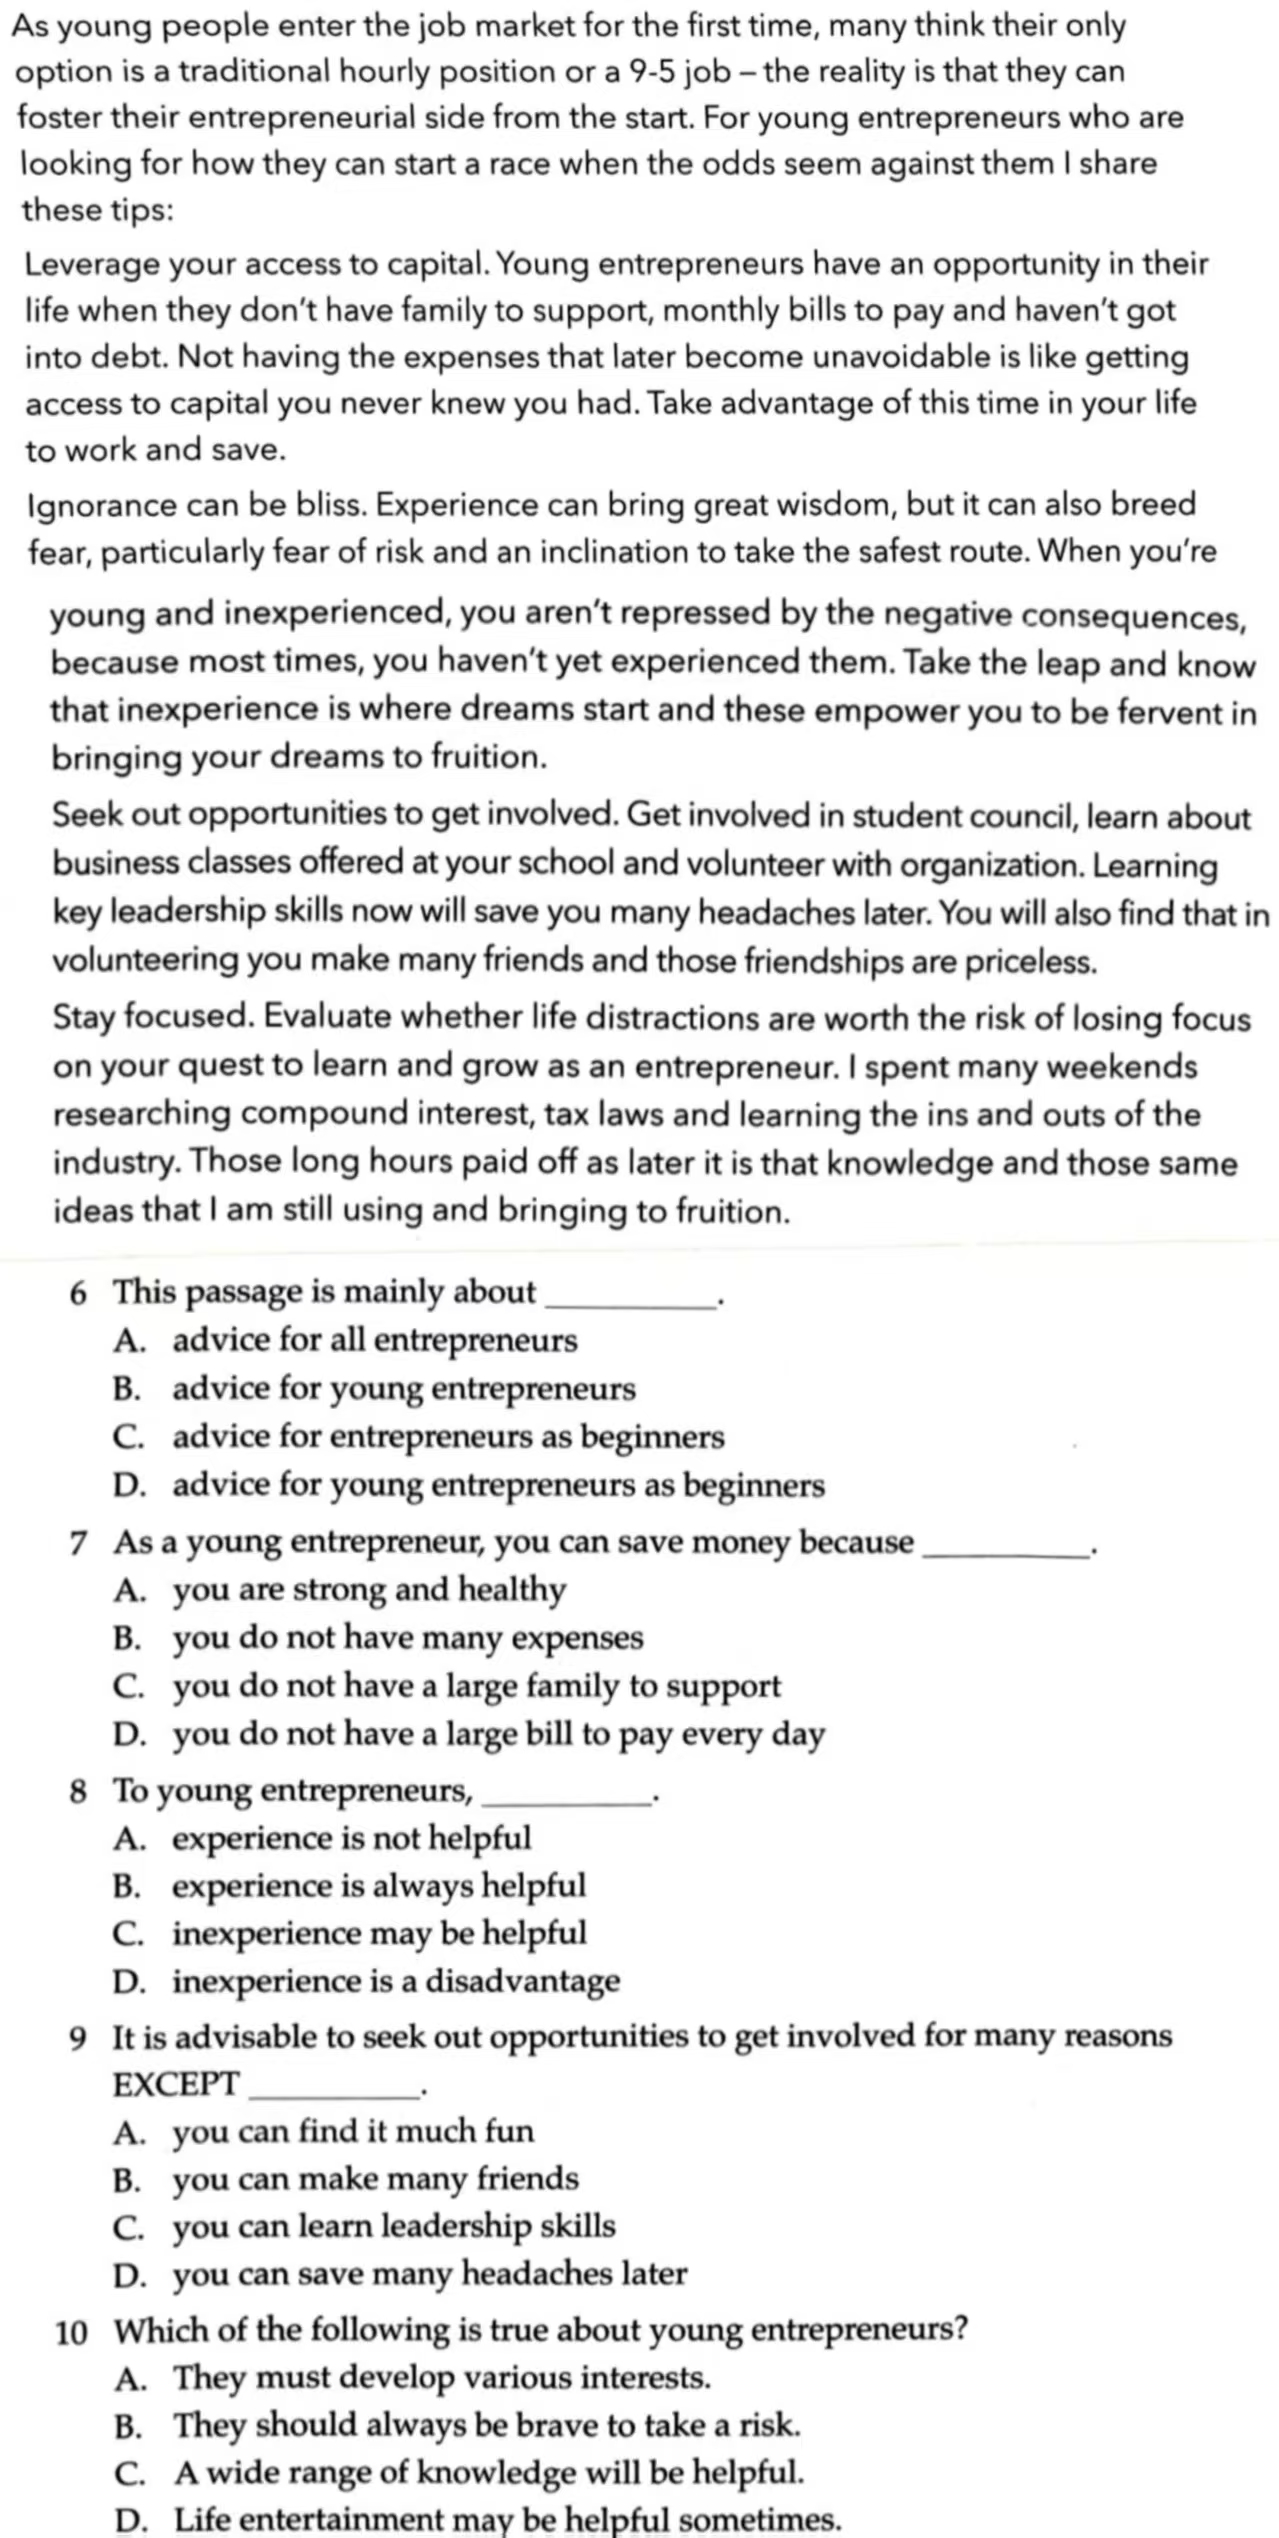 As young people enter the job market for the first time, many think their only
option is a traditional hourly position or a 9-5 job – the reality is that they can
foster their entrepreneurial side from the start. For young entrepreneurs who are
looking for how they can start a race when the odds seem against them I share
these tips:
Leverage your access to capital. Young entrepreneurs have an opportunity in their
life when they don't have family to support, monthly bills to pay and haven't got
into debt. Not having the expenses that later become unavoidable is like getting
access to capital you never knew you had. Take advantage of this time in your life
to work and save.
Ignorance can be bliss. Experience can bring great wisdom, but it can also breed
fear, particularly fear of risk and an inclination to take the safest route. When you're
young and inexperienced, you aren't repressed by the negative consequences,
because most times, you haven't yet experienced them. Take the leap and know
that inexperience is where dreams start and these empower you to be fervent in
bringing your dreams to fruition.
Seek out opportunities to get involved. Get involved in student council, learn about
business classes offered at your school and volunteer with organization. Learning
key leadership skills now will save you many headaches later. You will also find that in
volunteering you make many friends and those friendships are priceless.
Stay focused. Evaluate whether life distractions are worth the risk of losing focus
on your quest to learn and grow as an entrepreneur. I spent many weekends
researching compound interest, tax laws and learning the ins and outs of the
industry. Those long hours paid off as later it is that knowledge and those same
ideas that I am still using and bringing to fruition.
6 This passage is mainly about __________.
A. advice for all entrepreneurs
B. advice for young entrepreneurs
C. advice for entrepreneurs as beginners
D. advice for young entrepreneurs as beginners
7 As a young entrepreneur, you can save money because __________.
A. you are strong and healthy
B. you do not have many expenses
C. you do not have a large family to support
D. you do not have a large bill to pay every day
8 To young entrepreneurs, __________.
A. experience is not helpful
B. experience is always helpful
C. inexperience may be helpful
D. inexperience is a disadvantage
9 It is advisable to seek out opportunities to get involved for many reasons
EXCEPT __________.
A. you can find it much fun
B. you can make many friends
C. you can learn leadership skills
D. you can save many headaches later
10 Which of the following is true about young entrepreneurs?
A. They must develop various interests.
B. They should always be brave to take a risk.
C. A wide range of knowledge will be helpful.
D. Life entertainment may be helpful sometimes.